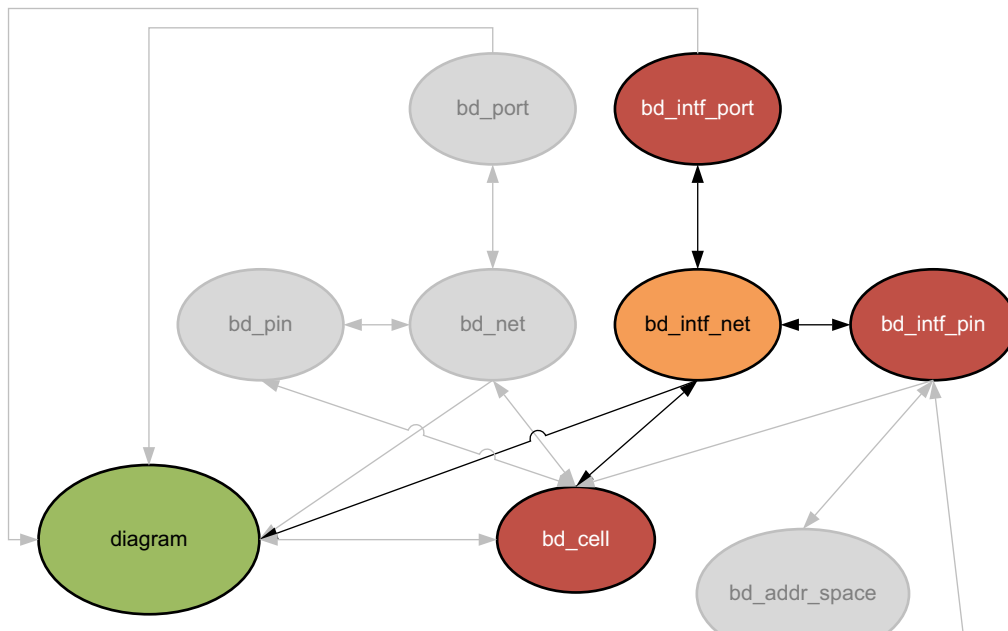 bd_port
bd_intf_port
bd_pin
bd_net
bd_intf_net
bd_intf_pin
diagram
bd_cell
bd_addr_space